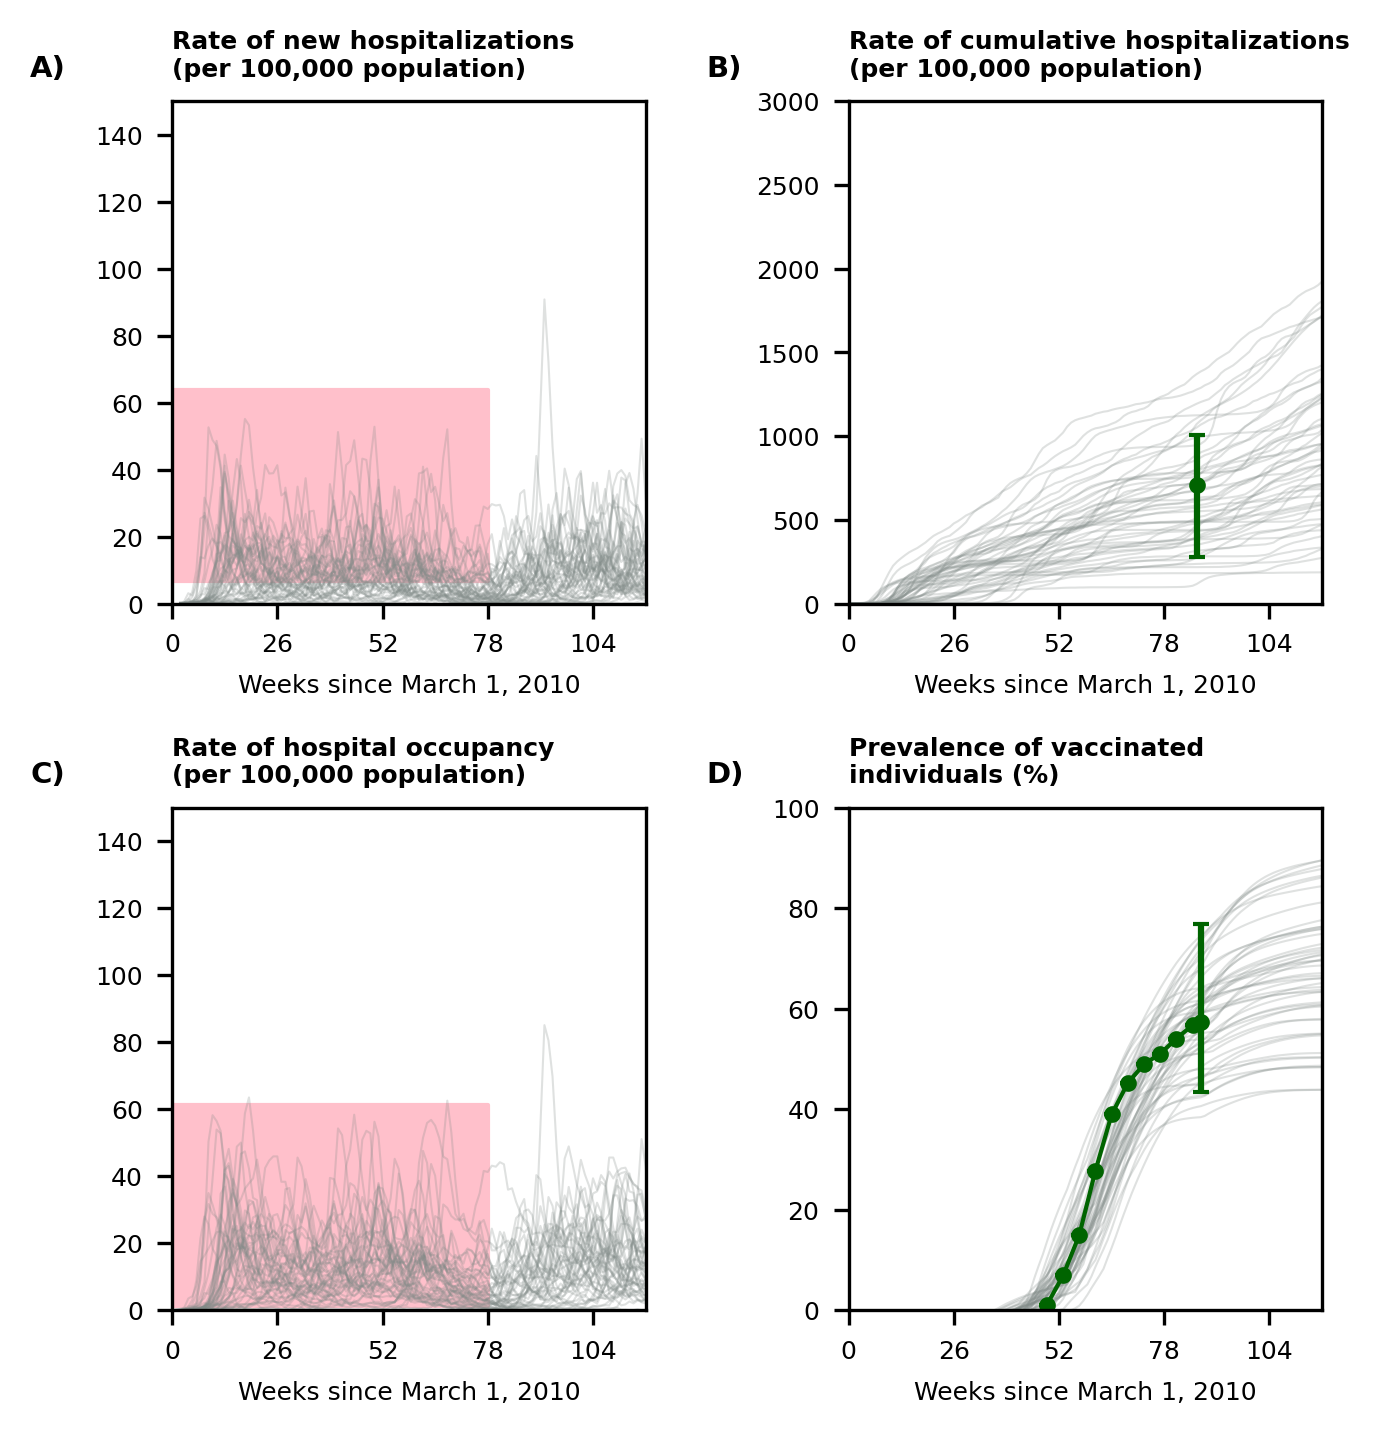 A)
Rate of new hospitalizations
(per 100,000 population)
140
120
100
80
60
40
20
0
0 26 52 78 104
Weeks since March 1, 2010
B)
Rate of cumulative hospitalizations
(per 100,000 population)
3000
2500
2000
1500
1000
500
0
0 26 52 78 104
Weeks since March 1, 2010
C)
Rate of hospital occupancy
(per 100,000 population)
140
120
100
80
60
40
20
0
0 26 52 78 104
Weeks since March 1, 2010
D)
Prevalence of vaccinated
individuals (%)
100
80
60
40
20
0
0 26 52 78 104
Weeks since March 1, 2010